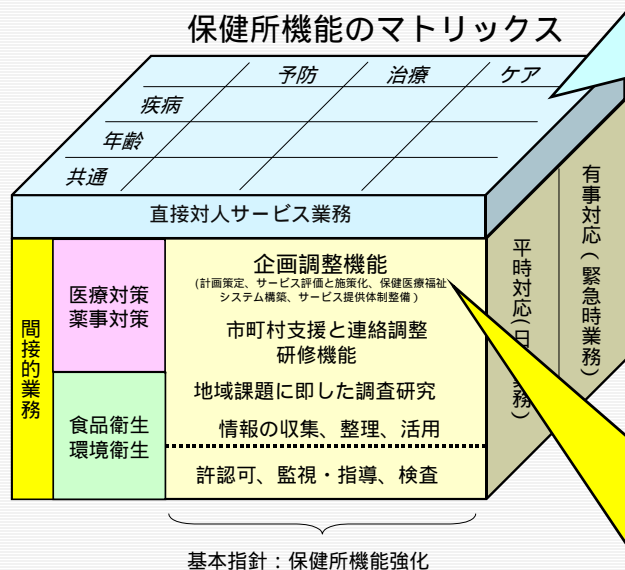 保健所機能のマトリックス
予防 治療 ケア
疾病
年齢
共通
直接対人サービス業務
間接的業務
医療対策
薬事対策
食品衛生
環境衛生
企画調整機能
(計画策定、サービス評価と施策化、保健医療福祉
システム構築、サービス提供体制整備)
市町村支援と連絡調整
研修機能
地域課題に即した調査研究
情報の収集、整理、活用
許認可、監視・指導、検査
平時対応(日 務)
有事対応(緊急時業務)
基本指針：保健所機能強化